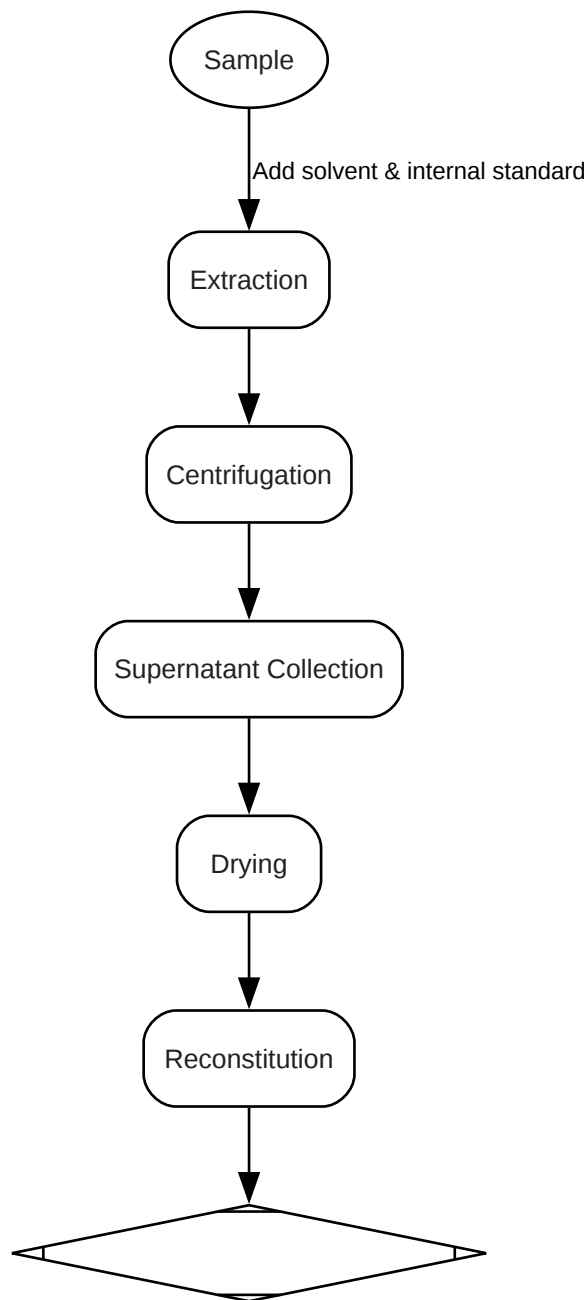 Sample
Add solvent & internal standard
Extraction
Centrifugation
Supernatant Collection
Drying
Reconstitution